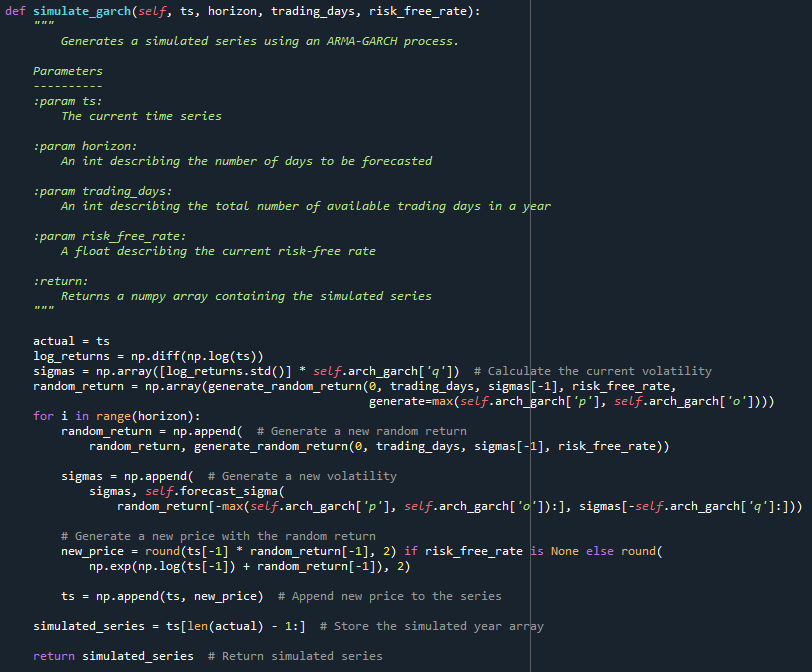 def simulate_garch(self, ts, horizon, trading_days, risk_free_rate):
    """
        Generates a simulated series using an ARMA-GARCH process.

    Parameters
    ----------
    :param ts:
        The current time series

    :param horizon:
        An int describing the number of days to be forecasted

    :param trading_days:
        An int describing the total number of available trading days in a year

    :param risk_free_rate:
        A float describing the current risk-free rate

    :return:
        Returns a numpy array containing the simulated series
    """

    actual = ts
    log_returns = np.diff(np.log(ts))
    sigmas = np.array([log_returns.std()] * self.arch_garch['q'])  # Calculate the current volatility
    random_return = np.array(generate_random_return(0, trading_days, sigmas[-1], risk_free_rate,
                                                    generate=max(self.arch_garch['p'], self.arch_garch['o'])))
    for i in range(horizon):
        random_return = np.append(  # Generate a new random return
            random_return, generate_random_return(0, trading_days, sigmas[-1], risk_free_rate))

        sigmas = np.append(  # Generate a new volatility
            sigmas, self.forecast_sigma(
                random_return[-max(self.arch_garch['p'], self.arch_garch['o']):], sigmas[-self.arch_garch['q']:]))

        # Generate a new price with the random return
        new_price = round(ts[-1] * random_return[-1], 2) if risk_free_rate is None else round(
            np.exp(np.log(ts[-1]) + random_return[-1]), 2)

        ts = np.append(ts, new_price)  # Append new price to the series

    simulated_series = ts[len(actual) - 1:]  # Store the simulated year array

    return simulated_series  # Return simulated series